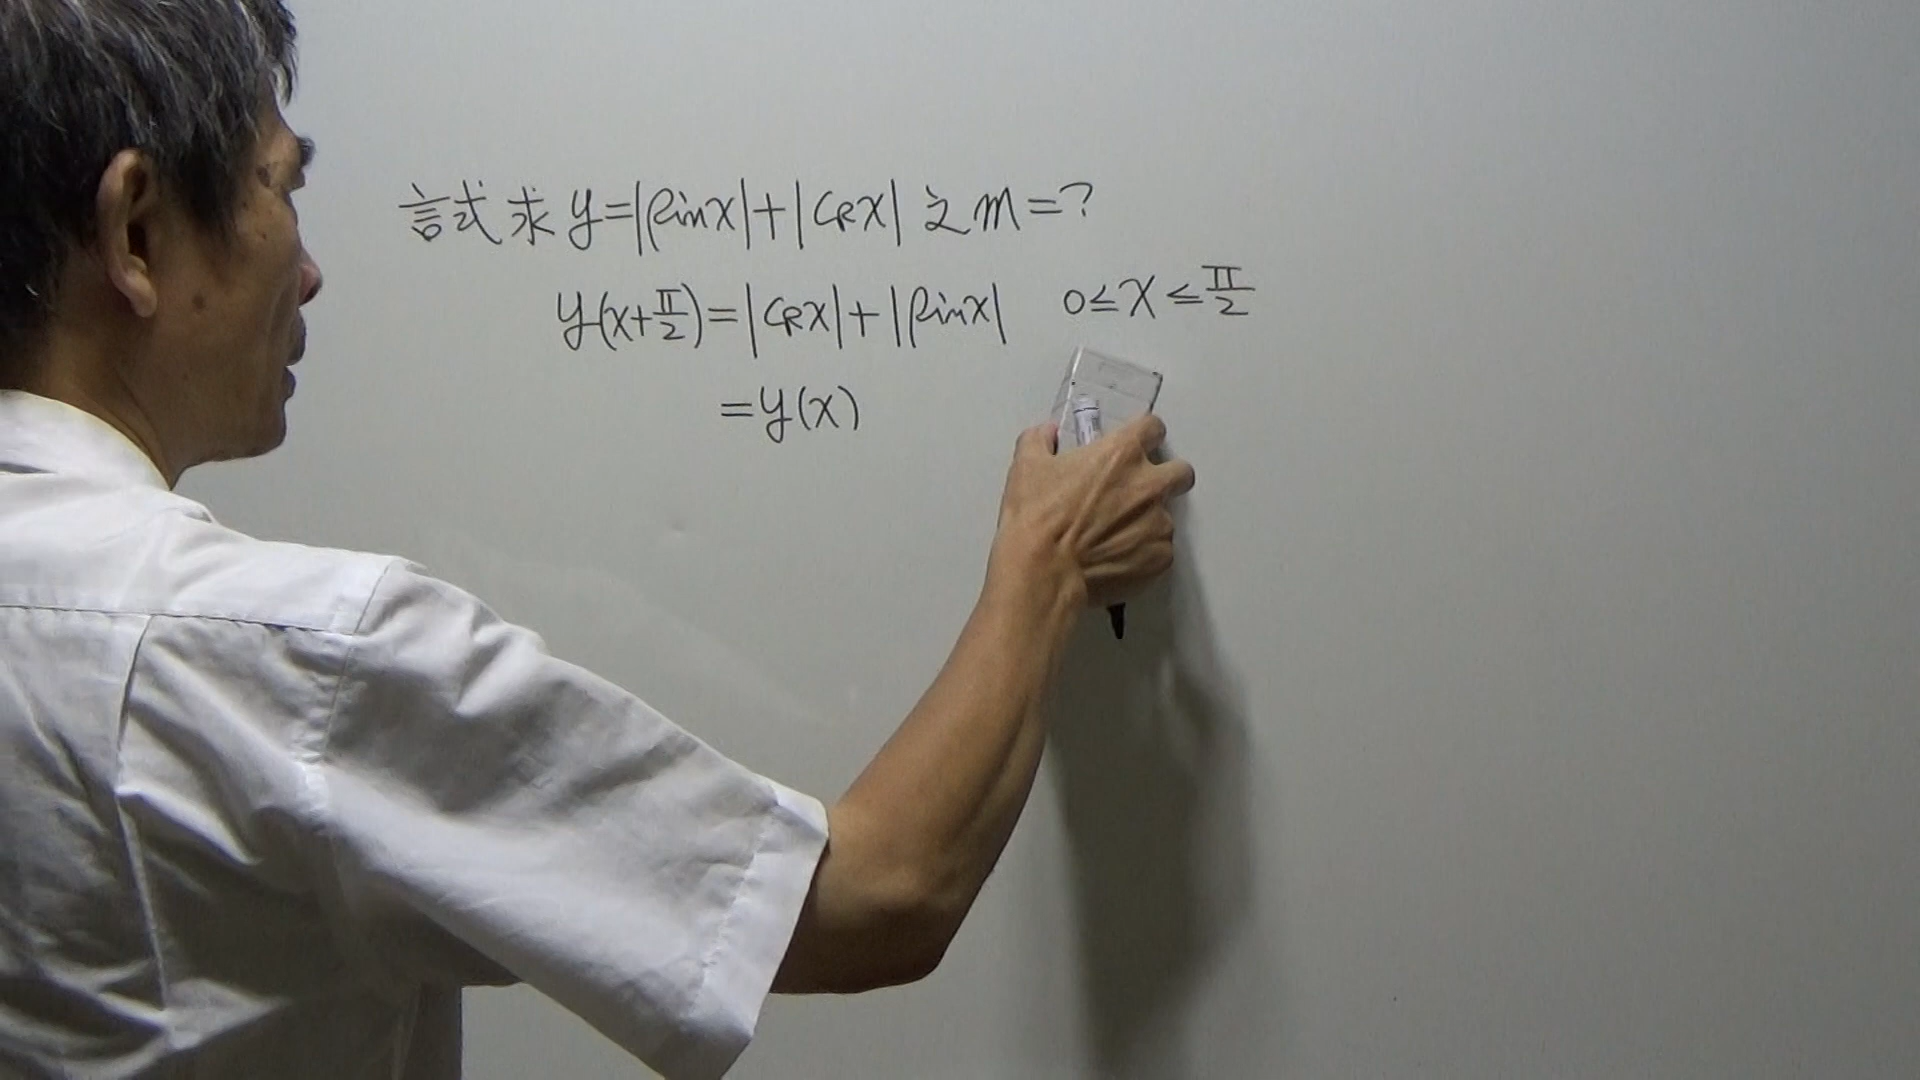 試求 y=|sinx|+|cosx| 之 m=?
y(x+π/2)=|cosx|+|sinx| 0≤x≤π/2
=y(x)